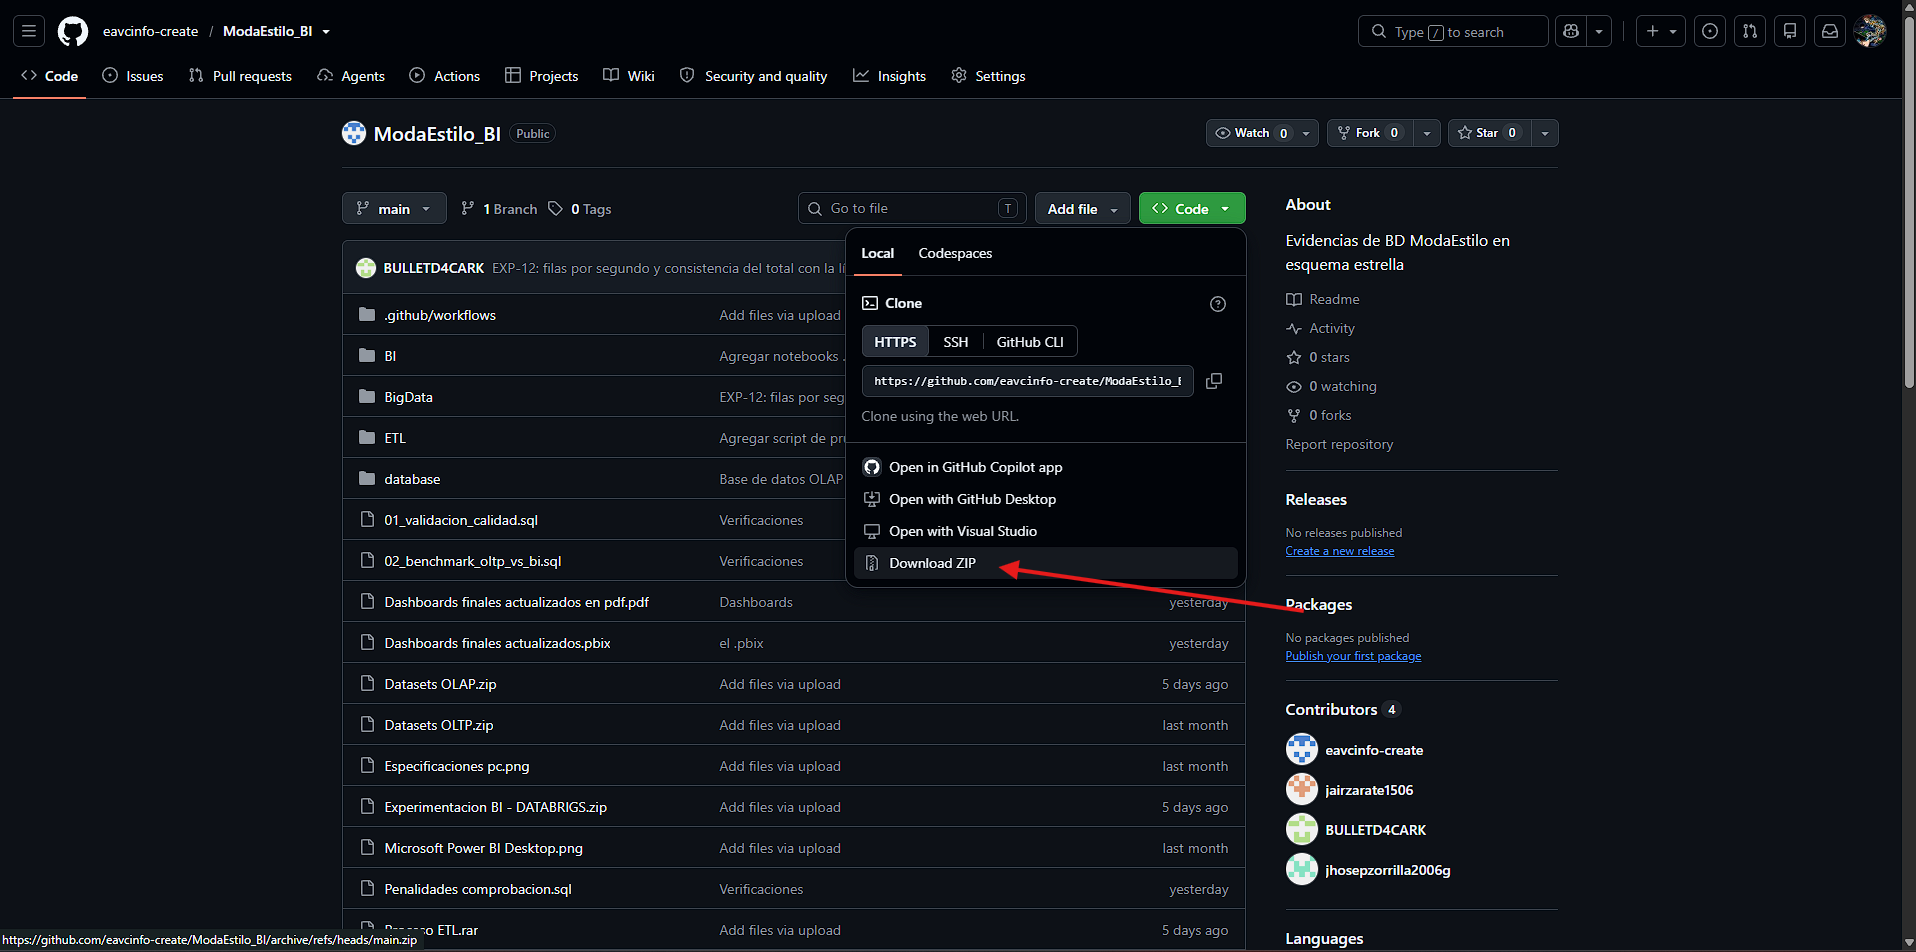 eavcinfo-create / ModaEstilo_BI
Type / to search
Code Issues Pull requests Agents Actions Projects Wiki Security and quality Insights Settings
ModaEstilo_BI Public
Watch 0 Fork 0 Star 0
main 1 Branch 0 Tags Go to file T Add file Code
BULLETD4CARK EXP-12: filas por segundo y consistencia del total con la
.github/workflows Add files via upload
BI Agregar notebooks .
BigData EXP-12: filas por seg
ETL Agregar script de
database Base de datos OLAP
01_validacion_calidad.sql Verificaciones
02_benchmark_oltp_vs_bi.sql Verificaciones
Dashboards finales actualizados en pdf.pdf Dashboards yesterday
Dashboards finales actualizados.pbix el .pbix yesterday
Datasets OLAP.zip Add files via upload 5 days ago
Datasets OLTP.zip Add files via upload last month
Especificaciones pc.png Add files via upload last month
Experimentacion BI - DATABRIGS.zip Add files via upload 5 days ago
Microsoft Power BI Desktop.png Add files via upload last month
Penalidades comprobacion.sql Verificaciones yesterday
ETL.rar Add files via upload 5 days ago
Local Codespaces
Clone
HTTPS SSH GitHub CLI
https://github.com/eavcinfo-create/ModaEstilo_
Clone using the web URL.
Open in GitHub Copilot app
Open with GitHub Desktop
Open with Visual Studio
Download ZIP
About
Evidencias de BD ModaEstilo en
esquema estrella
Readme
Activity
0 stars
0 watching
0 forks
Report repository
Releases
No releases published
Create a new release
Packages
No packages published
Publish your first package
Contributors 4
eavcinfo-create
jairzarate1506
BULLETD4CARK
jhosepzorrilla2006g
Languages
https://github.com/eavcinfo-create/ModaEstilo_BI/archive/refs/heads/main.zip